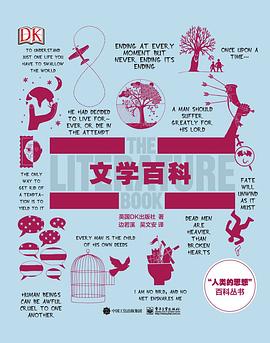 DK
TO UNDERSTAND
JUST ONE LIFE YOU
HAVE TO SWALLOW
THE WORLD
ENDING AT EVERY
MOMENT BUT
NEVER ENDING ITS
ENDING
ONCE UPON A
TIME—
HE HAD DECIDED
TO LIVE FOR–
EVER OR DIE IN
THE ATTEMPT
A MAN SHOULD
SUFFER
GREATLY FOR
HIS LORD
THE
LITERATURE
BOOK
文学百科
英国DK出版社 著
边若溪 吴文安 译
THE ONLY WAY
TO GET RID OF A
TEMPTATION
IS TO YIELD TO
IT
FATE
WILL
UNWIND
AS IT
MUST
EVERY MAN IS THE CHILD
OF HIS OWN DEEDS
DEAD MEN ARE
HEAVIER
THAN
BROKEN
HEARTS
HUMAN BEINGS
CAN BE AWFUL
CRUEL TO ONE
ANOTHER
I AM NO BIRD, AND NO
NET ENSNARES ME
“人类的思想”
百科丛书
中国工信出版集团
电子工业出版社